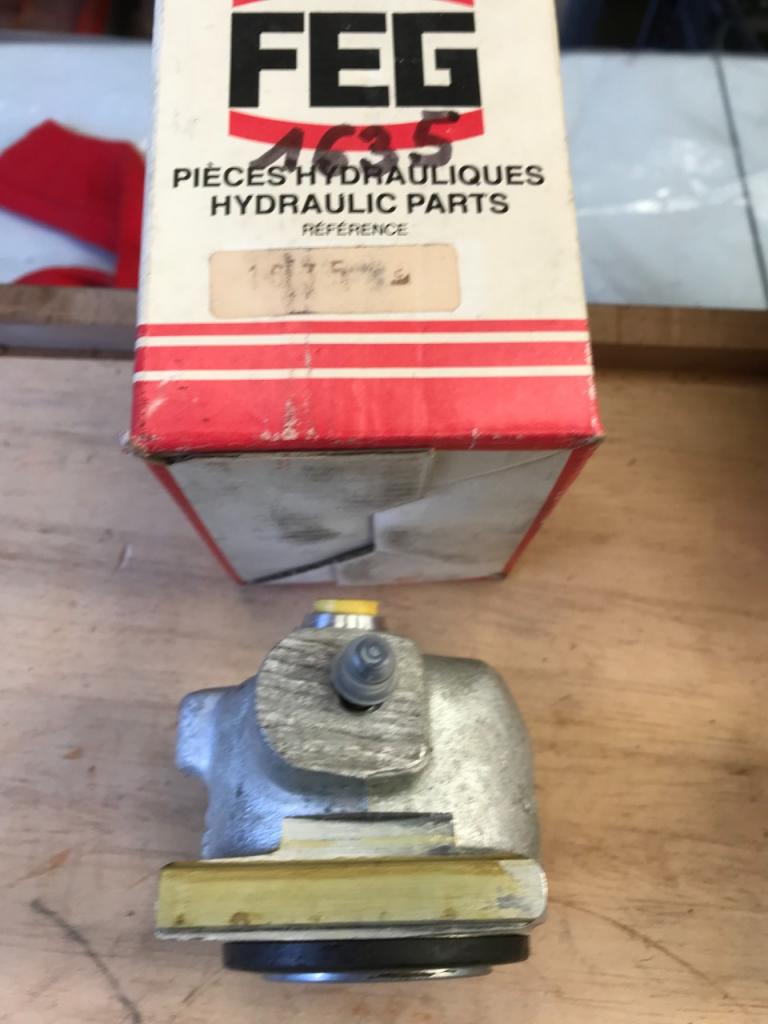 FEG
1635
PIÈCES HYDRAULIQUES
HYDRAULIC PARTS
RÉFÉRENCE